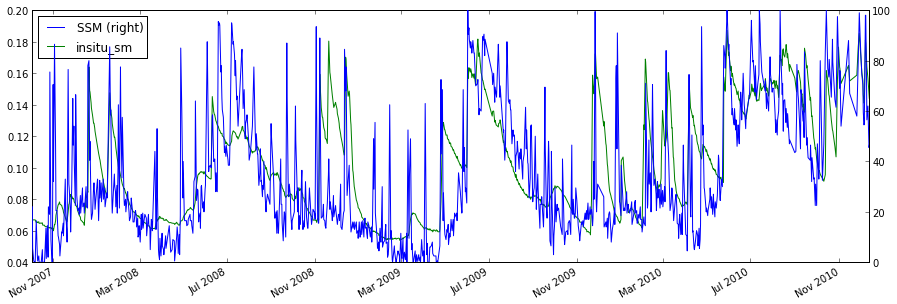 SSM (right)
insitu_sm
0.20
0.18
0.16
0.14
0.12
0.10
0.08
0.06
0.04
100
80
60
40
20
0
Nov 2007
Mar 2008
Jul 2008
Nov 2008
Mar 2009
Jul 2009
Nov 2009
Mar 2010
Jul 2010
Nov 2010